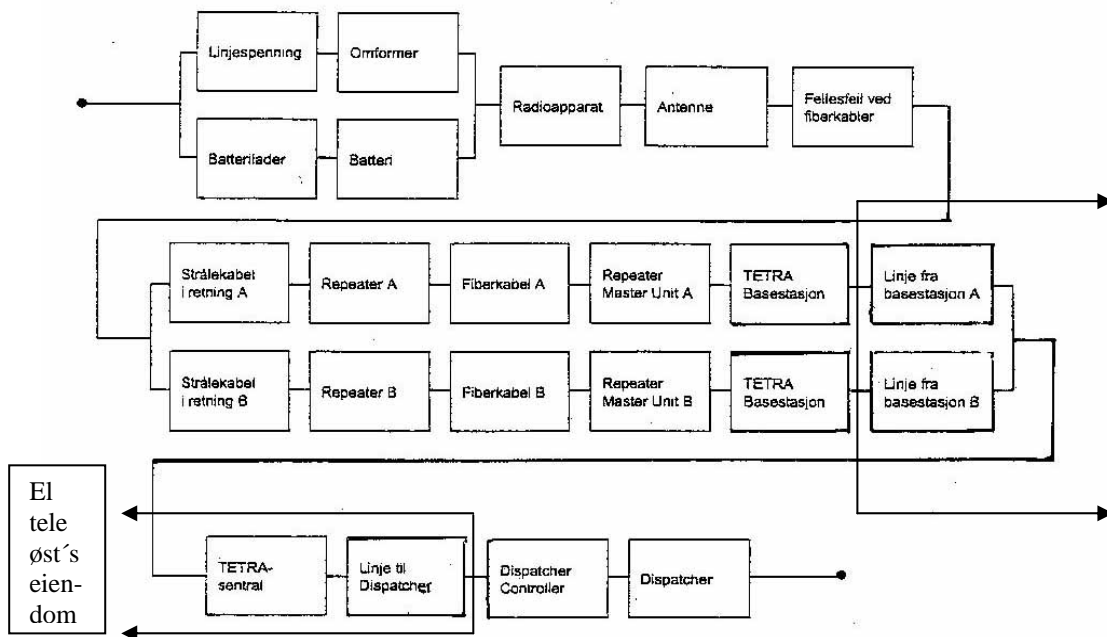 Linjespenning
Omformer
Radioapparat
Antenne
Fellesfeil ved
fiberkabler
Batterilader
Batteri
Strålekabel
i retning A
Repeater A
Fiberkabel A
Repeater
Master Unit A
TETRA
Basestasjon
Linje fra
basestasjon A
Strålekabel
i retning B
Repeater B
Fiberkabel B
Repeater
Master Unit B
TETRA
Basestasjon
Linje fra
basestasjon B
El
tele
øst´s
eien-
dom
TETRA-
sentral
Linje til
Dispatcher
Dispatcher
Controller
Dispatcher